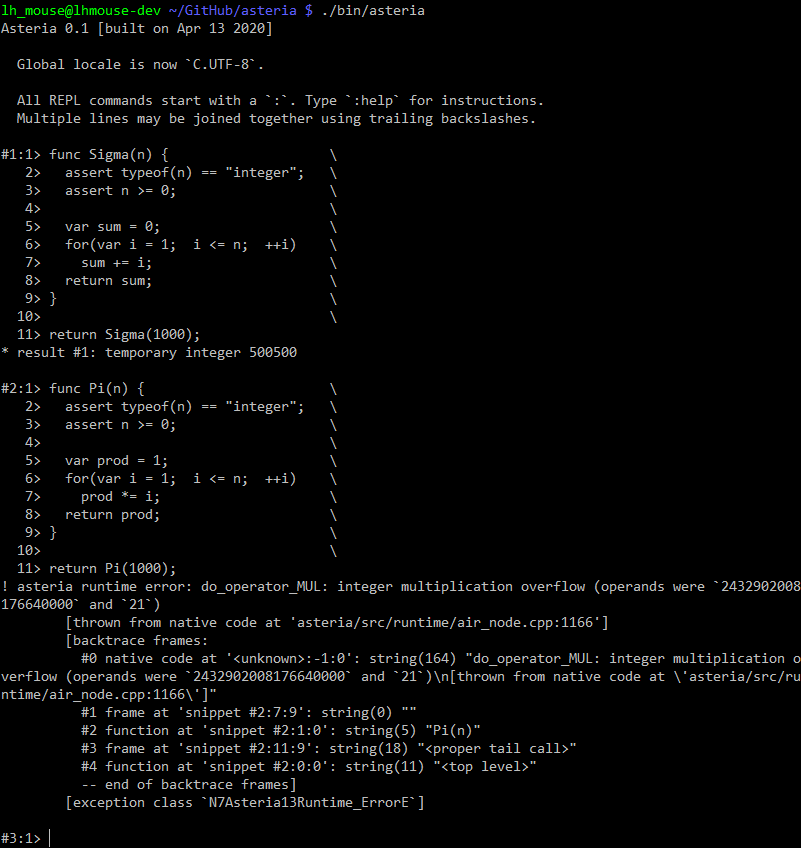 lh_mouse@lhmouse-dev ~/GitHub/asteria $ ./bin/asteria
Asteria 0.1 [built on Apr 13 2020]

  Global locale is now `C.UTF-8`.

  All REPL commands start with a `:`. Type `:help` for instructions.
  Multiple lines may be joined together using trailing backslashes.

#1:1> func Sigma(n) {                    \
   2>   assert typeof(n) == "integer";   \
   3>   assert n >= 0;                   \
   4>                                    \
   5>   var sum = 0;                     \
   6>   for(var i = 1;  i <= n;  ++i)    \
   7>     sum += i;                      \
   8>   return sum;                      \
   9> }                                  \
  10>                                    \
  11> return Sigma(1000);
* result #1: temporary integer 500500

#2:1> func Pi(n) {                       \
   2>   assert typeof(n) == "integer";   \
   3>   assert n >= 0;                   \
   4>                                    \
   5>   var prod = 1;                    \
   6>   for(var i = 1;  i <= n;  ++i)    \
   7>     prod *= i;                     \
   8>   return prod;                     \
   9> }                                  \
  10>                                    \
  11> return Pi(1000);
! asteria runtime error: do_operator_MUL: integer multiplication overflow (operands were `2432902008
176640000` and `21`)
        [thrown from native code at 'asteria/src/runtime/air_node.cpp:1166']
        [backtrace frames:
          #0 native code at '<unknown>:-1:0': string(164) "do_operator_MUL: integer multiplication o
verflow (operands were `2432902008176640000` and `21`)\n[thrown from native code at \'asteria/src/ru
ntime/air_node.cpp:1166\']"
          #1 frame at 'snippet #2:7:9': string(0) ""
          #2 function at 'snippet #2:1:0': string(5) "Pi(n)"
          #3 frame at 'snippet #2:11:9': string(18) "<proper tail call>"
          #4 function at 'snippet #2:0:0': string(11) "<top level>"
          -- end of backtrace frames]
        [exception class `N7Asteria13Runtime_ErrorE`]

#3:1>